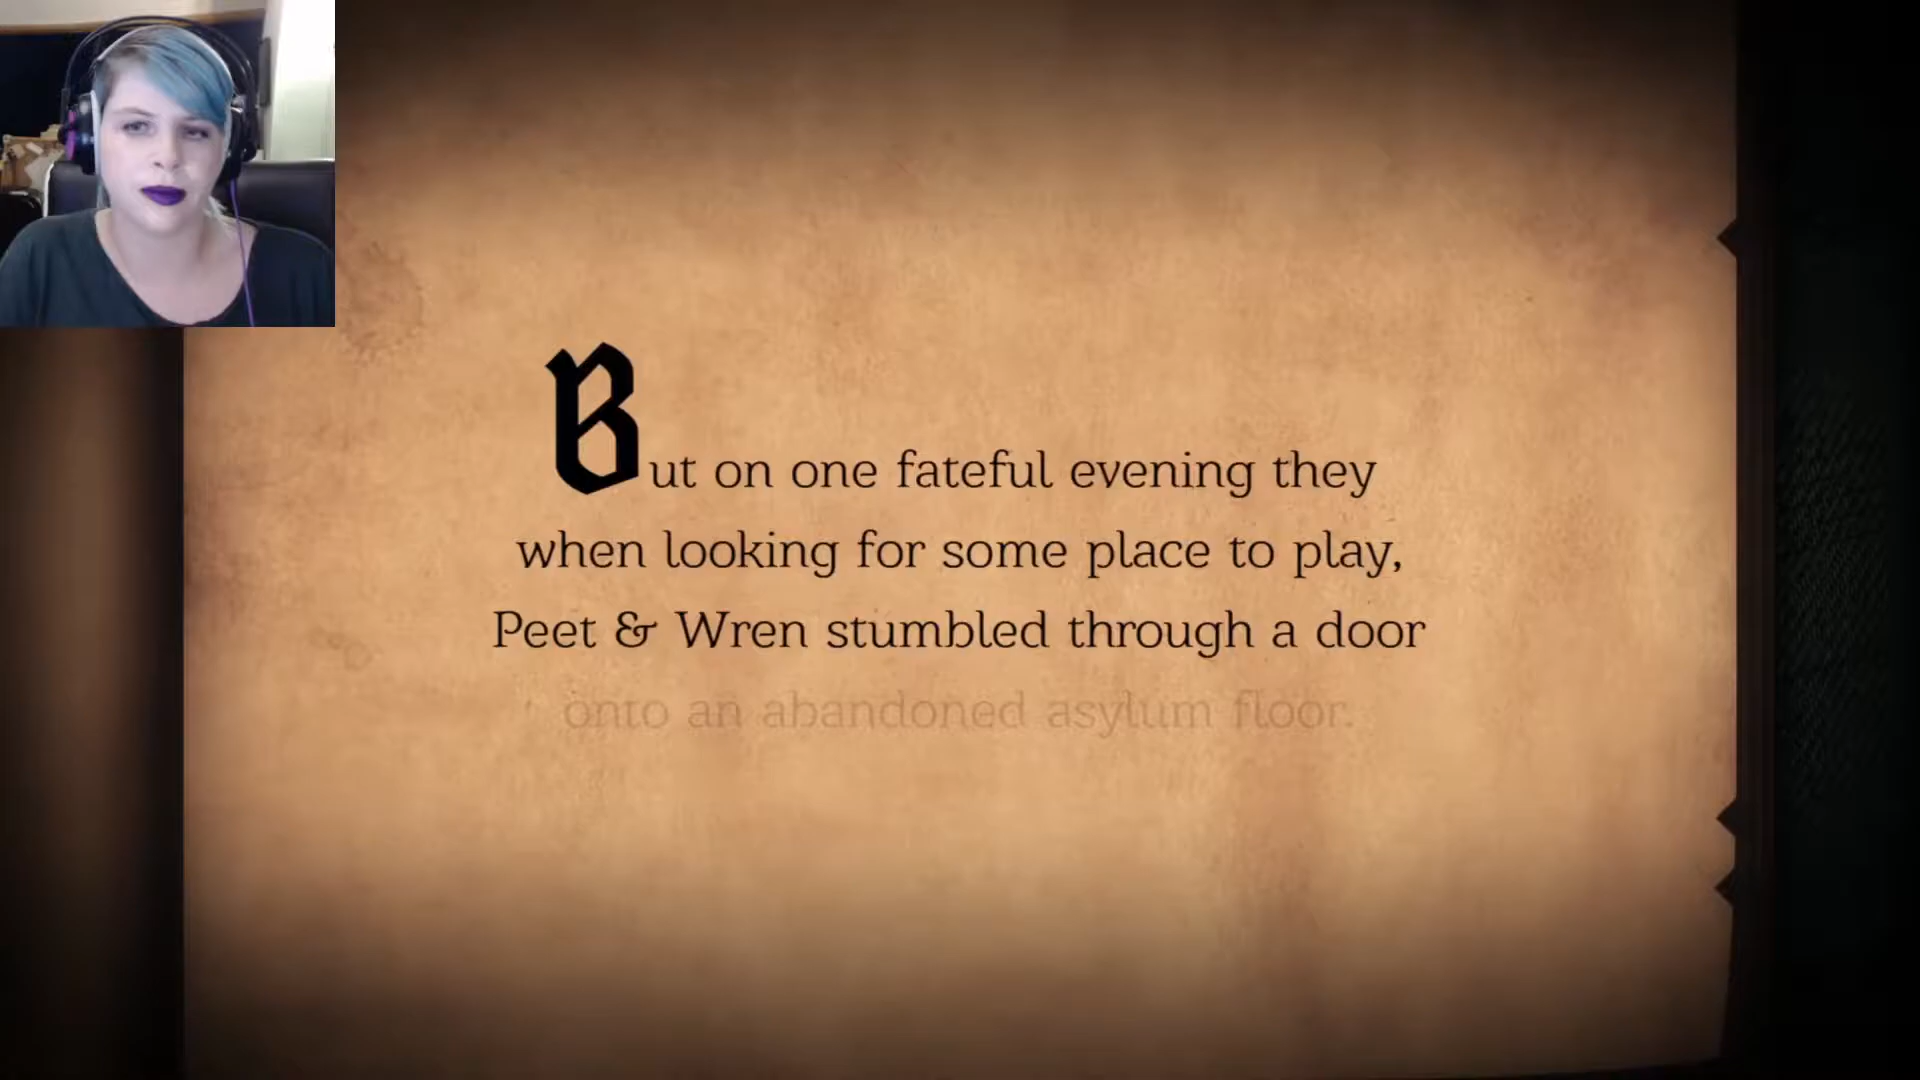 But on one fateful evening they
when looking for some place to play,
Peet & Wren stumbled through a door
onto an abandoned asylum floor.